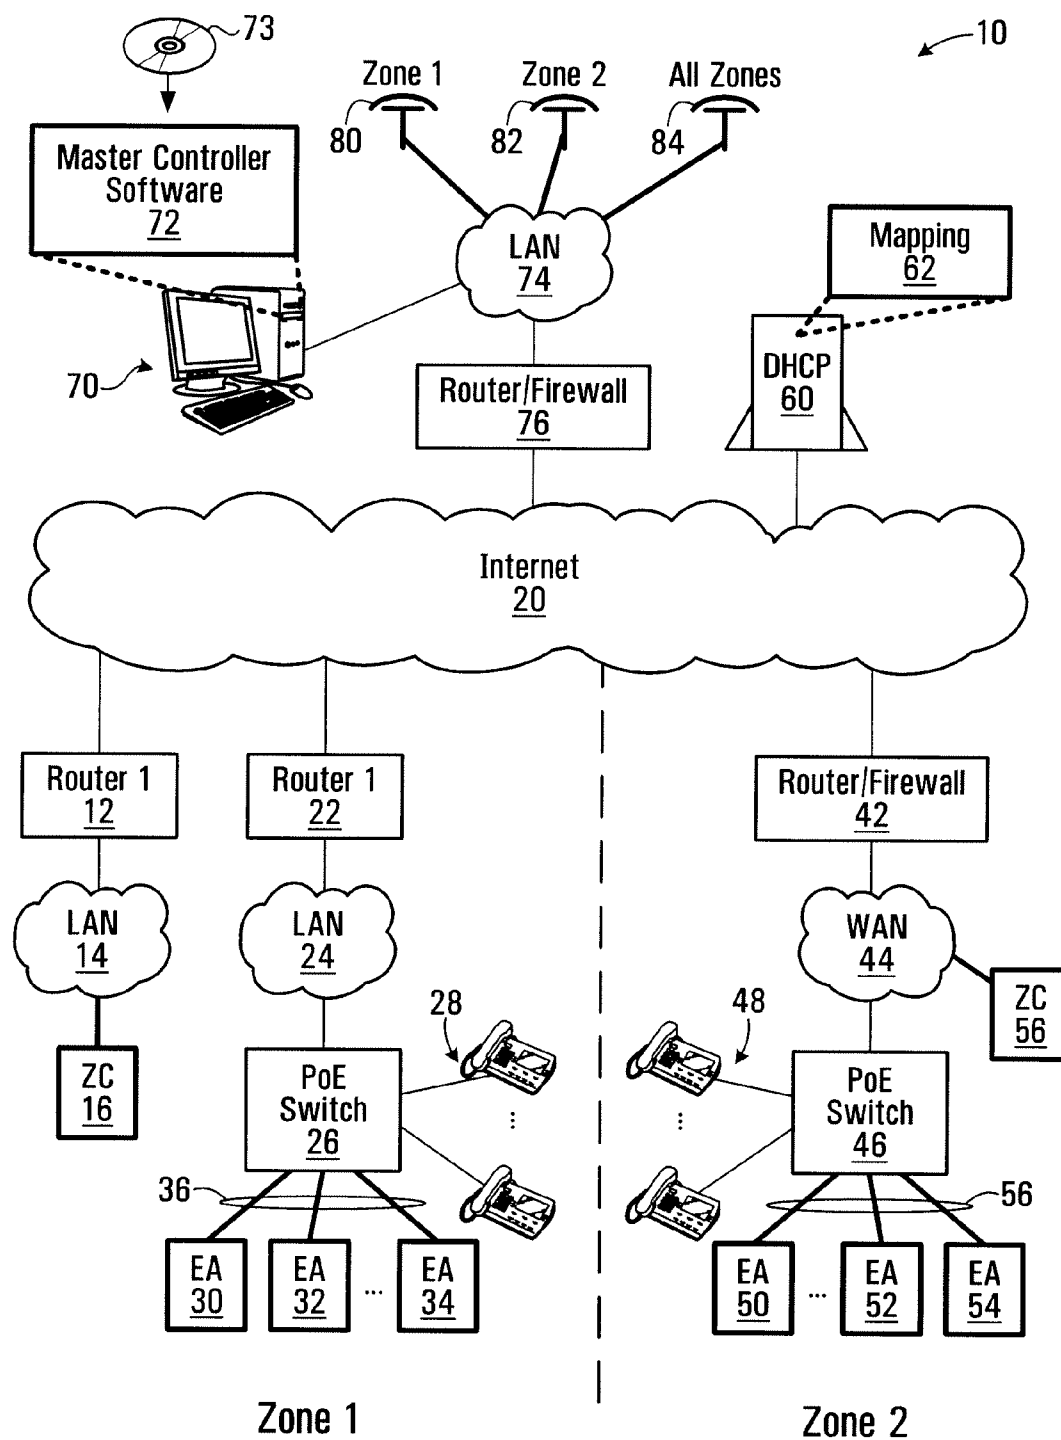 73
10
Zone 1
Zone 2
All Zones
80
82
84
Master Controller
Software
72
LAN
74
Mapping
62
70
Router/Firewall
76
DHCP
60
Internet
20
Router 1
12
Router 1
22
Router/Firewall
42
LAN
14
LAN
24
WAN
44
ZC
16
ZC
56
28
48
PoE
Switch
26
...
...
PoE
Switch
46
36
56
EA
30
EA
32
...
EA
34
EA
50
...
EA
52
EA
54
Zone 1
Zone 2